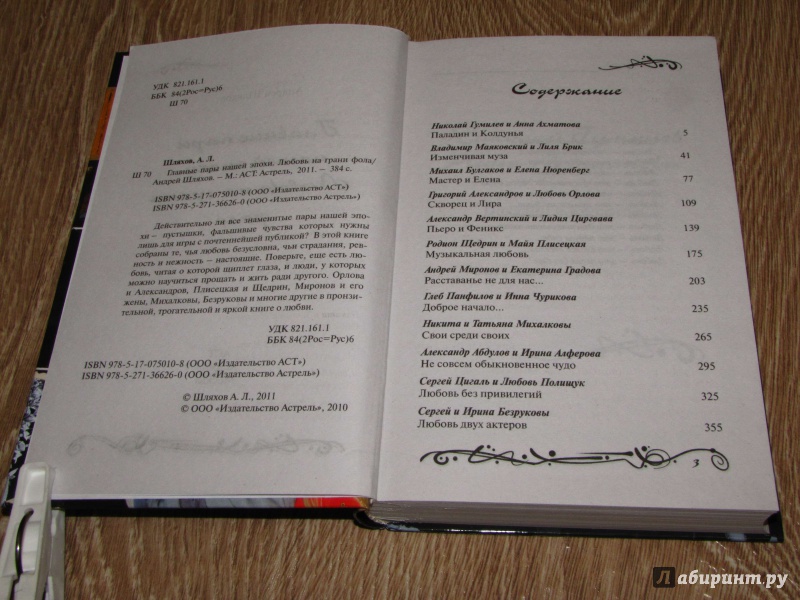 УДК 821.161.1
ББК 84(2Рос=Рус)6
Ш 70
Шляхов, А. Л.
Ш 70 Главные пары нашей эпохи. Любовь на грани фола/
Андрей Шляхов. – М.: АСТ: Астрель, 2011. – 384 с.
ISBN 978-5-17-075010-8 (ООО «Издательство АСТ»)
ISBN 978-5-271-36626-0 (ООО «Издательство Астрель»)
Действительно ли все знаменитые пары нашей эпо-
хи – пустышки, фальшивые чувства которых нужны
лишь для игры с почтеннейшей публикой? В этой книге
собраны те, чья любовь безусловна, чьи страдания, рев-
ность и нежность – настоящие. Поверьте, еще есть лю-
бовь, читая о которой щиплет глаза, и люди, у которых
можно научиться прощать и жить ради другого. Орлова
и Александров, Плисецкая и Щедрин, Миронов и его
жены, Михалковы, Безруковы и многие другие в пронзи-
тельной, трогательной и яркой книге о любви.
УДК 821.161.1
ББК 84(2Рос=Рус)6
ISBN 978-5-17-075010-8 (ООО «Издательство АСТ»)
ISBN 978-5-271-36626-0 (ООО «Издательство Астрель»)
© Шляхов А. Л., 2011
© ООО «Издательство Астрель», 2010
Содержание
Николай Гумилев и Анна Ахматова
Паладин и Колдунья 5
Владимир Маяковский и Лиля Брик
Изменчивая муза 41
Михаил Булгаков и Елена Нюренберг
Мастер и Елена 77
Григорий Александров и Любовь Орлова
Скворец и Лира 109
Александр Вертинский и Лидия Циргвава
Пьеро и Феникс 139
Родион Щедрин и Майя Плисецкая
Музыкальная любовь 175
Андрей Миронов и Екатерина Градова
Расставанье не для нас... 203
Глеб Панфилов и Инна Чурикова
Доброе начало... 235
Никита и Татьяна Михалковы
Свои среди своих 265
Александр Абдулов и Ирина Алферова
Не совсем обыкновенное чудо 295
Сергей Цигаль и Любовь Полищук
Любовь без привилегий 325
Сергей и Ирина Безруковы
Любовь двух актеров 355
3
Лабиринт.ру